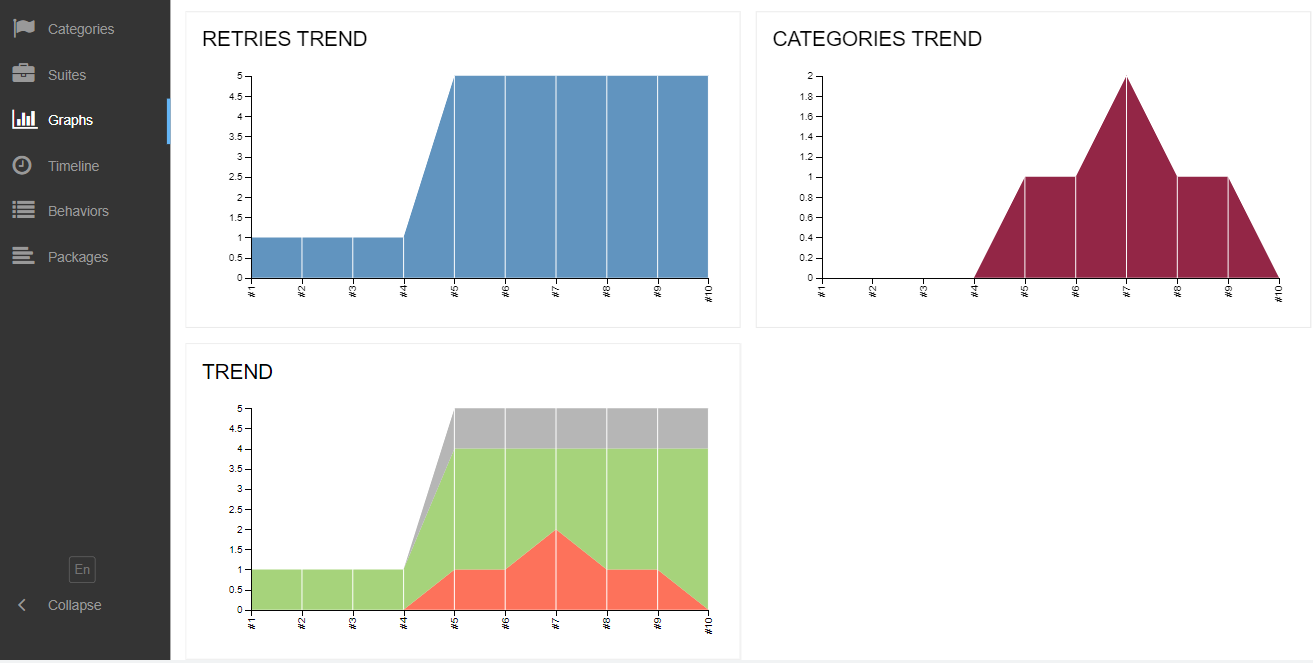 Categories
Suites
Graphs
Timeline
Behaviors
Packages
En
Collapse
RETRIES TREND
5
4.5
4
3.5
3
2.5
2
1.5
1
0.5
0
#1 #2 #3 #4 #5 #6 #7 #8 #9 #10
CATEGORIES TREND
2
1.8
1.6
1.4
1.2
1
0.8
0.6
0.4
0.2
0
#1 #2 #3 #4 #5 #6 #7 #8 #9 #10
TREND
5
4.5
4
3.5
3
2.5
2
1.5
1
0.5
0
#1 #2 #3 #4 #5 #6 #7 #8 #9 #10